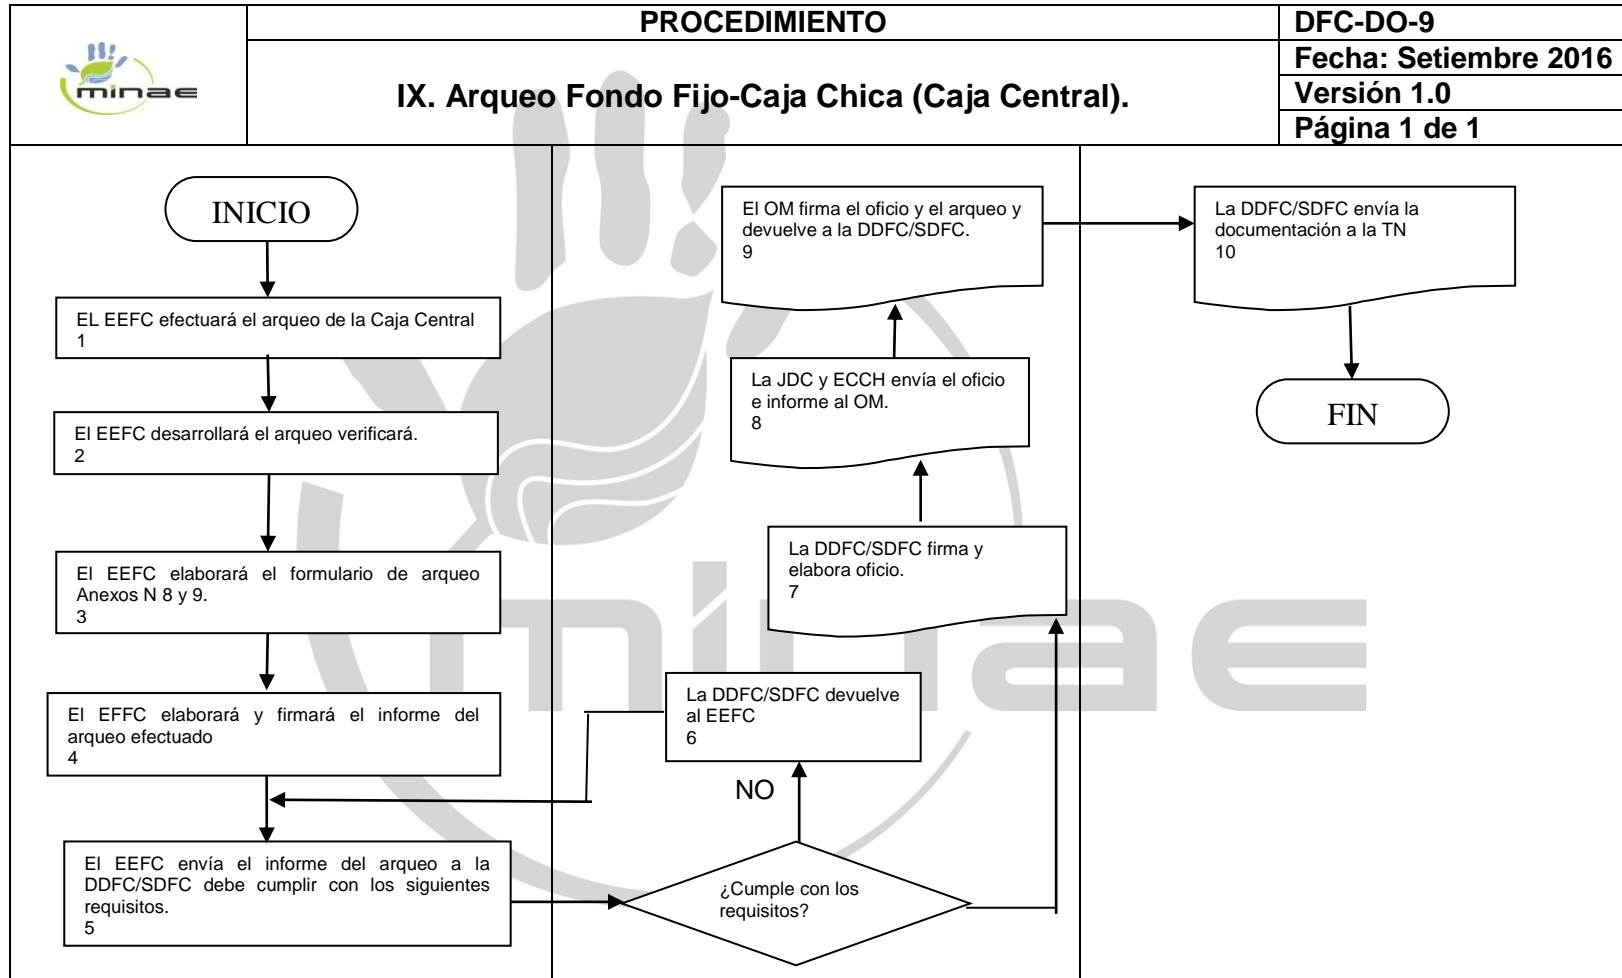 minae
PROCEDIMIENTO
IX. Arqueo Fondo Fijo-Caja Chica (Caja Central).
DFC-DO-9
Fecha: Setiembre 2016
Versión 1.0
Página 1 de 1
INICIO
EL EEFC efectuará el arqueo de la Caja Central
1
El EEFC desarrollará el arqueo verificará.
2
El EEFC elaborará el formulario de arqueo
Anexos N 8 y 9.
3
El EFFC elaborará y firmará el informe del
arqueo efectuado
4
El EEFC envía el informe del arqueo a la
DDFC/SDFC debe cumplir con los siguientes
requisitos.
5
¿Cumple con los
requisitos?
NO
La DDFC/SDFC devuelve
al EEFC
6
La DDFC/SDFC firma y
elabora oficio.
7
La JDC y ECCH envía el oficio
e informe al OM.
8
El OM firma el oficio y el arqueo y
devuelve a la DDFC/SDFC.
9
La DDFC/SDFC envía la
documentación a la TN
10
FIN
minae